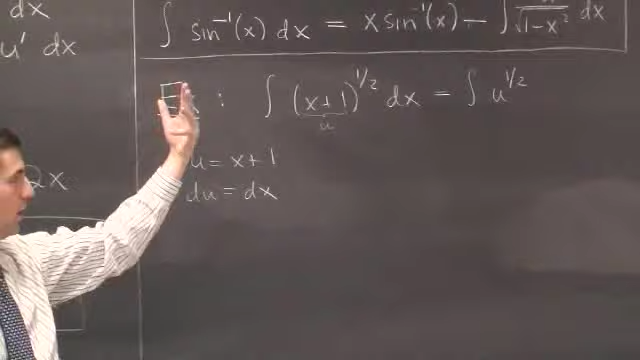 dx
u' dx
2x
∫ sin⁻¹(x) dx = x sin⁻¹(x) − ∫ /√(1−x²) dx
: ∫ (x+1)^{1/2} dx = ∫ u^{1/2}
u
u = x+1
du = dx